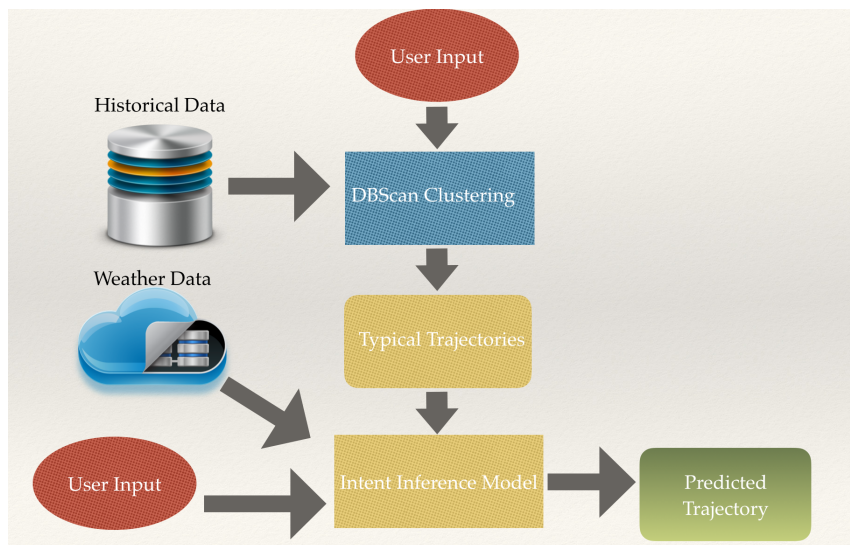 User Input
Historical Data
DBScan Clustering
Weather Data
Typical Trajectories
User Input
Intent Inference Model
Predicted
Trajectory